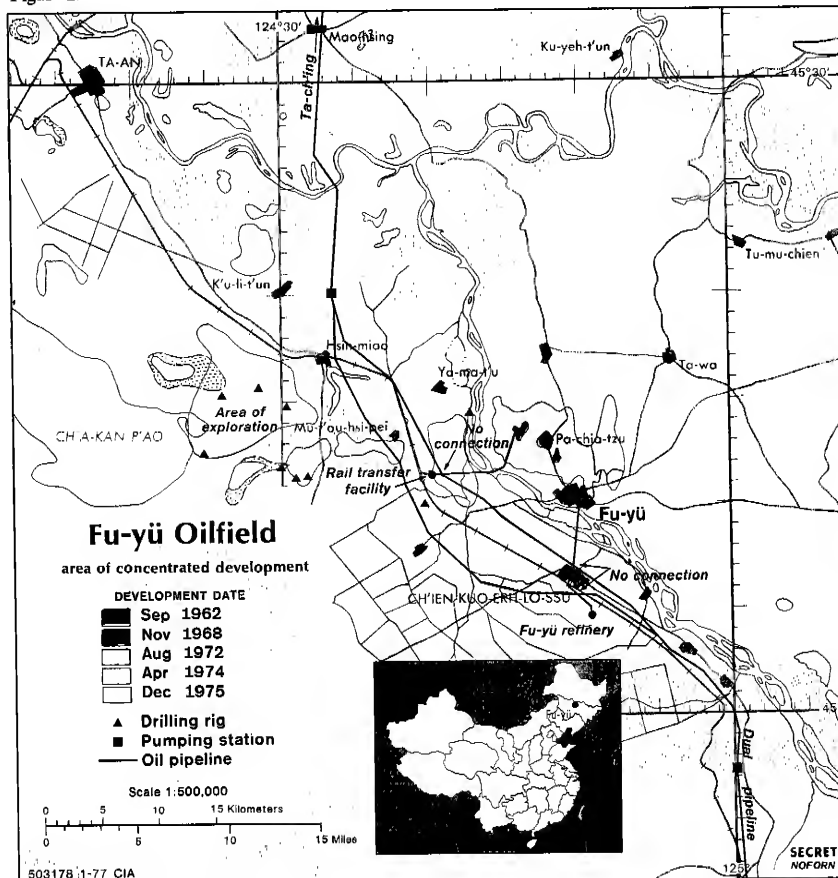 124°30'
TA-AN
Mao-hsing
Ku-yeh-t'un
45°30'
Ta-ch'ing
Tu-mu-chien
K'u-li-t'un
Hsin-miao
Ya-ma-t'u
Ta-wa
Area of
exploration
Mu-t'ou-hsi-pei
No
connection
Pa-chia-tzu
CH'A-KAN P'AO
Rail transfer
facility
Fu-yü
Fu-yü Oilfield
area of concentrated development
No connection
CH'IEN-KUO-ERH-LO-SSU
Fu-yü refinery
DEVELOPMENT DATE
Sep 1962
Nov 1968
Aug 1972
Apr 1974
Dec 1975
Drilling rig
Pumping station
Oil pipeline
Fu-yü
45
Dual
pipeline
Scale 1:500,000
0 5 10 15 Kilometers
0 5 10 15 Miles
503178 1-77 CIA
125°
SECRET
NOFORN